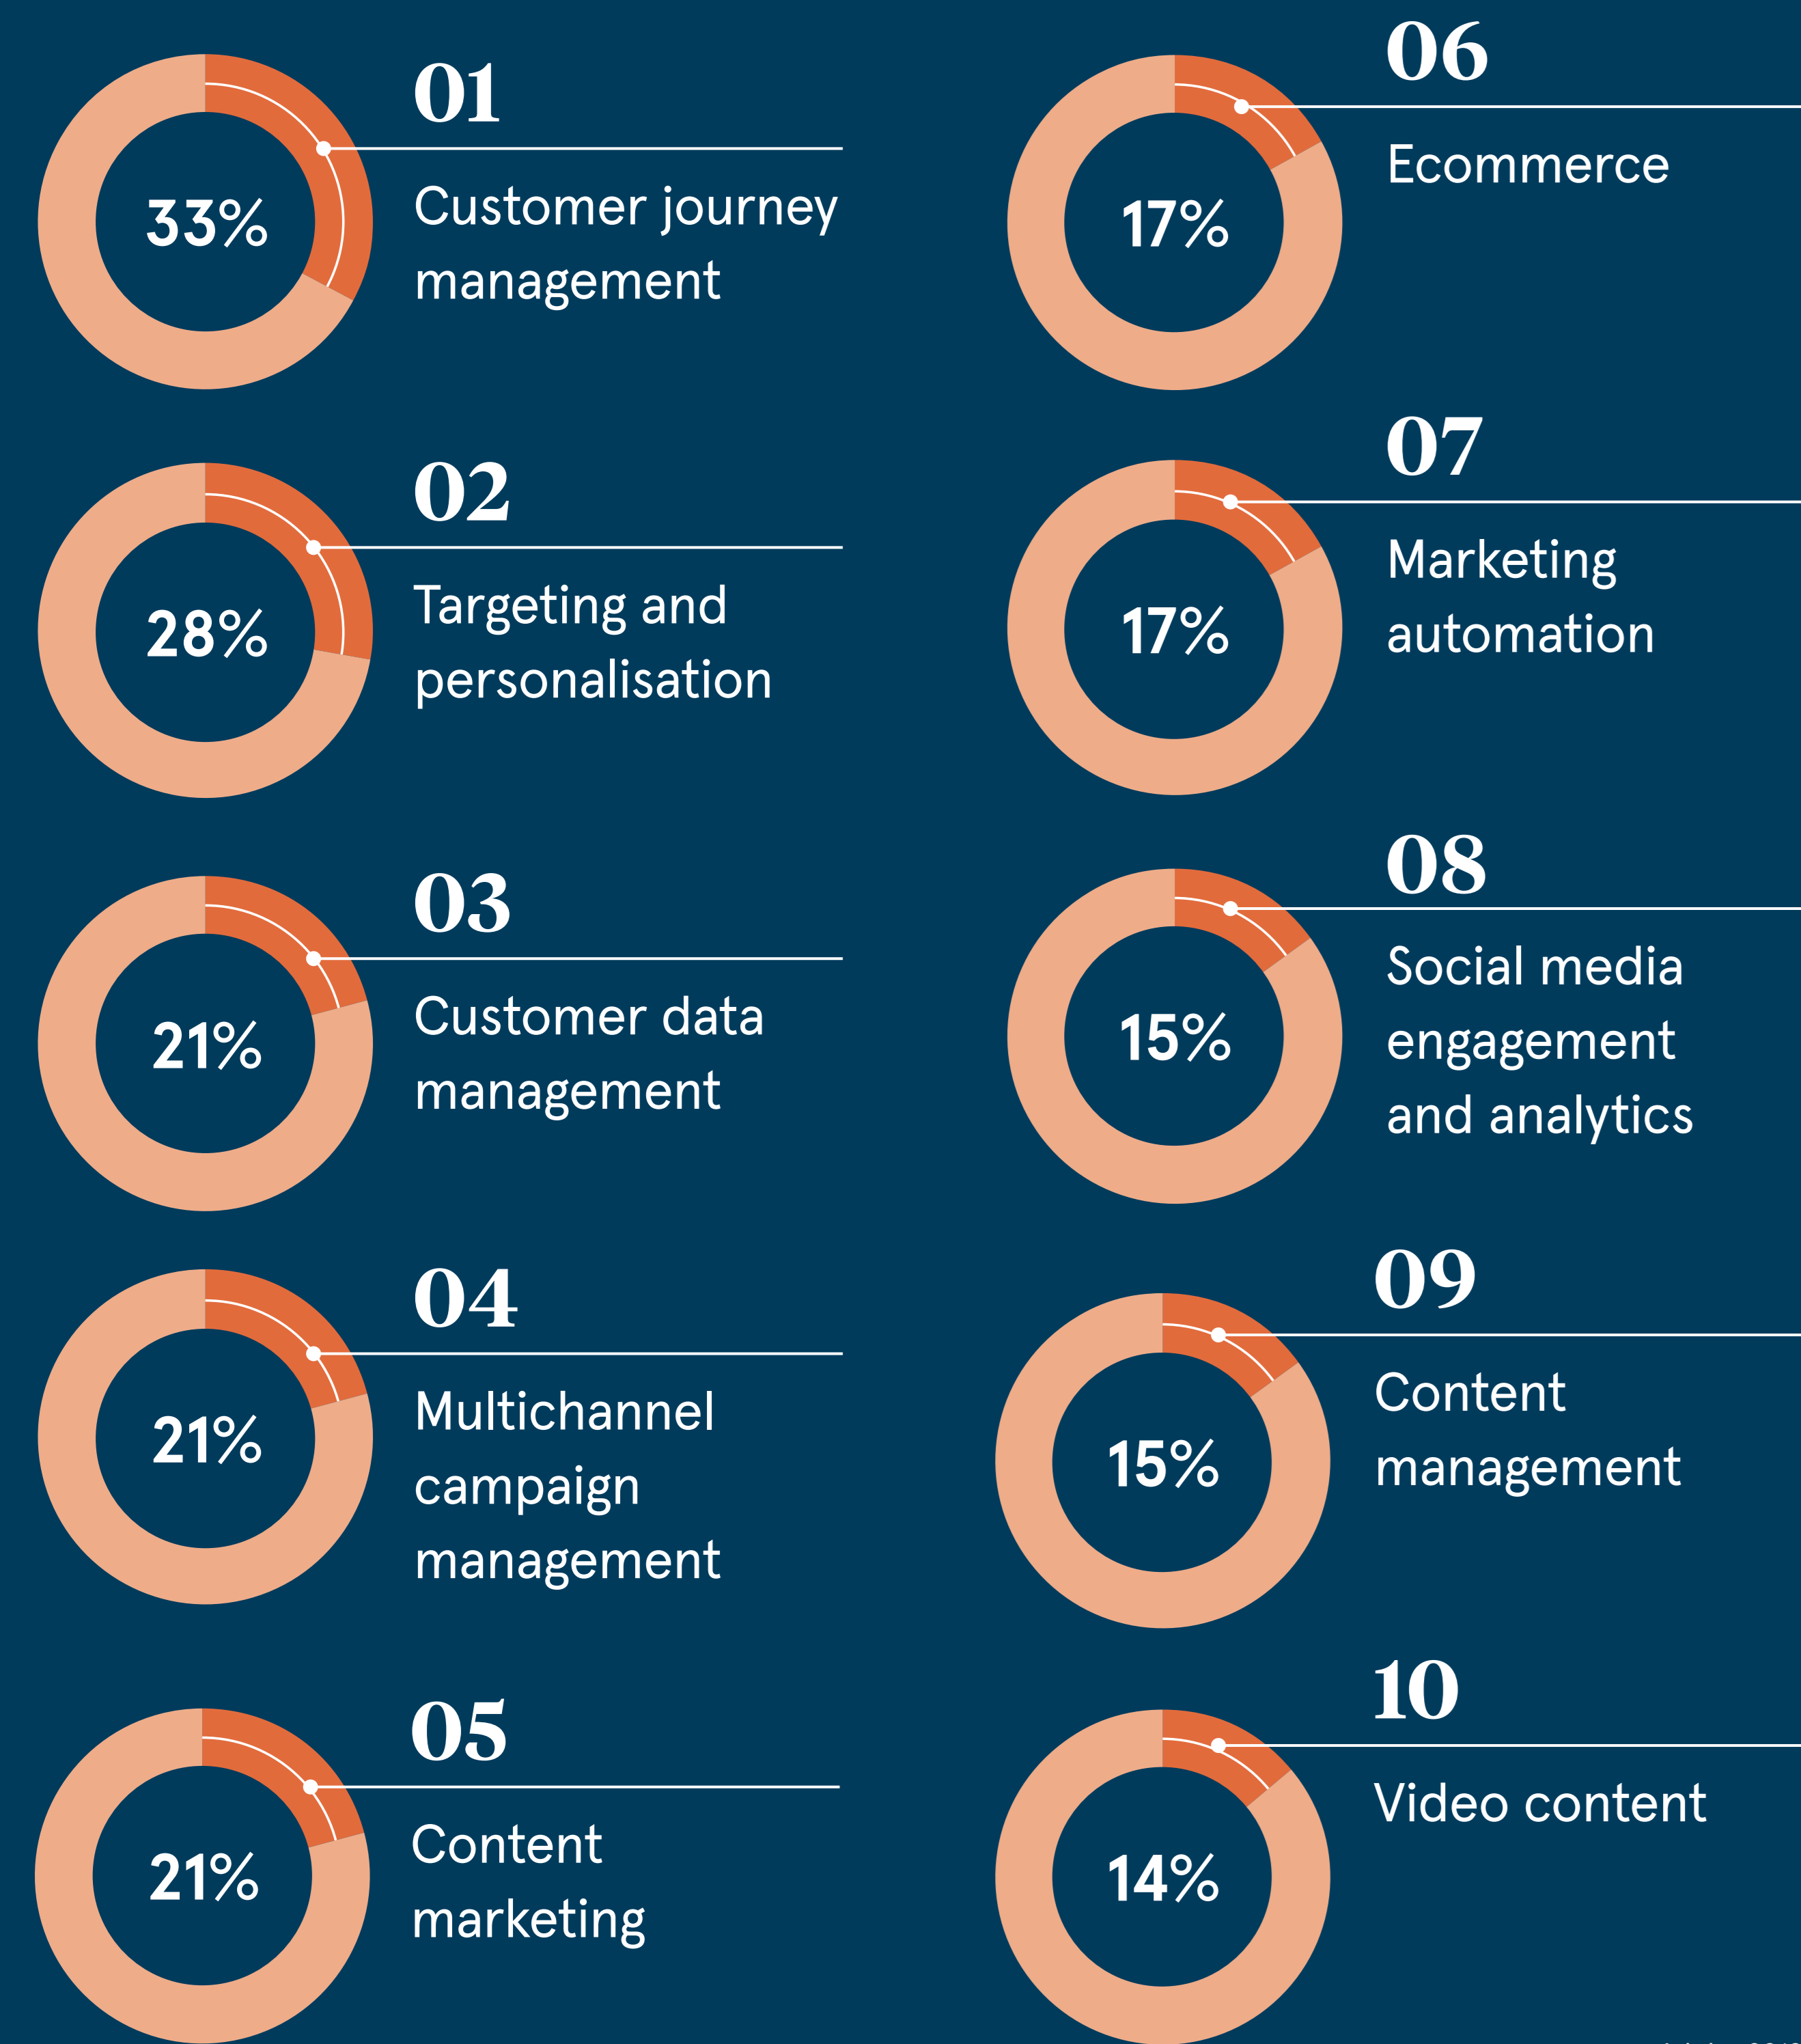 01
33%
Customer journey
management
02
28%
Targeting and
personalisation
03
21%
Customer data
management
04
21%
Multichannel
campaign
management
05
21%
Content
marketing
06
17%
Ecommerce
07
17%
Marketing
automation
08
15%
Social media
engagement
and analytics
09
15%
Content
management
10
14%
Video content